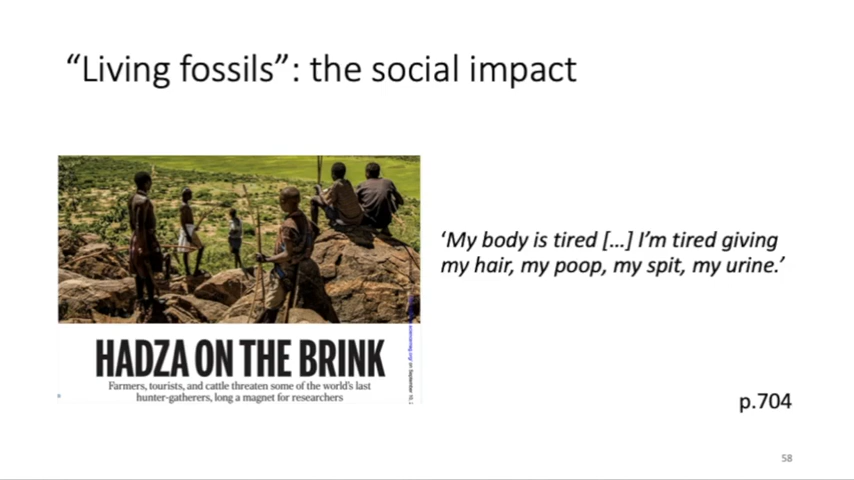 “Living fossils”: the social impact
HADZA ON THE BRINK
Farmers, tourists, and cattle threaten some of the world’s last
hunter-gatherers, long a magnet for researchers
‘My body is tired […] I’m tired giving
my hair, my poop, my spit, my urine.’
p.704
58